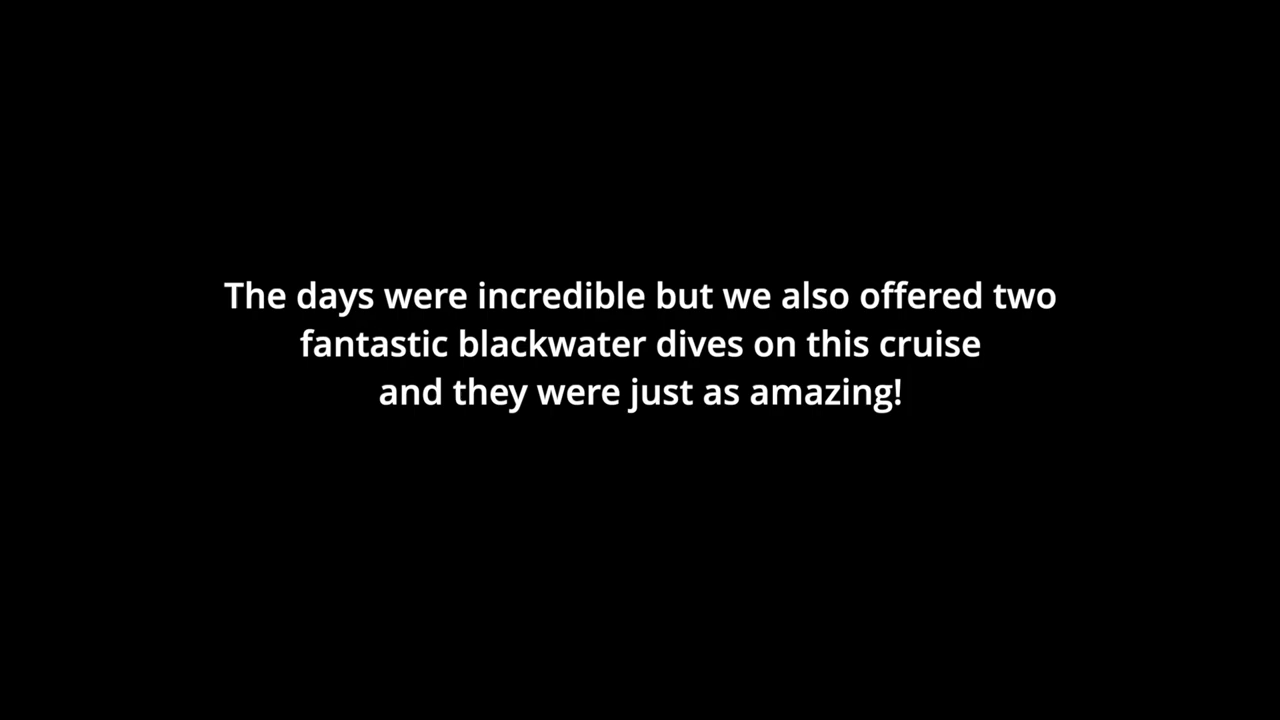 The days were incredible but we also offered two
fantastic blackwater dives on this cruise
and they were just as amazing!